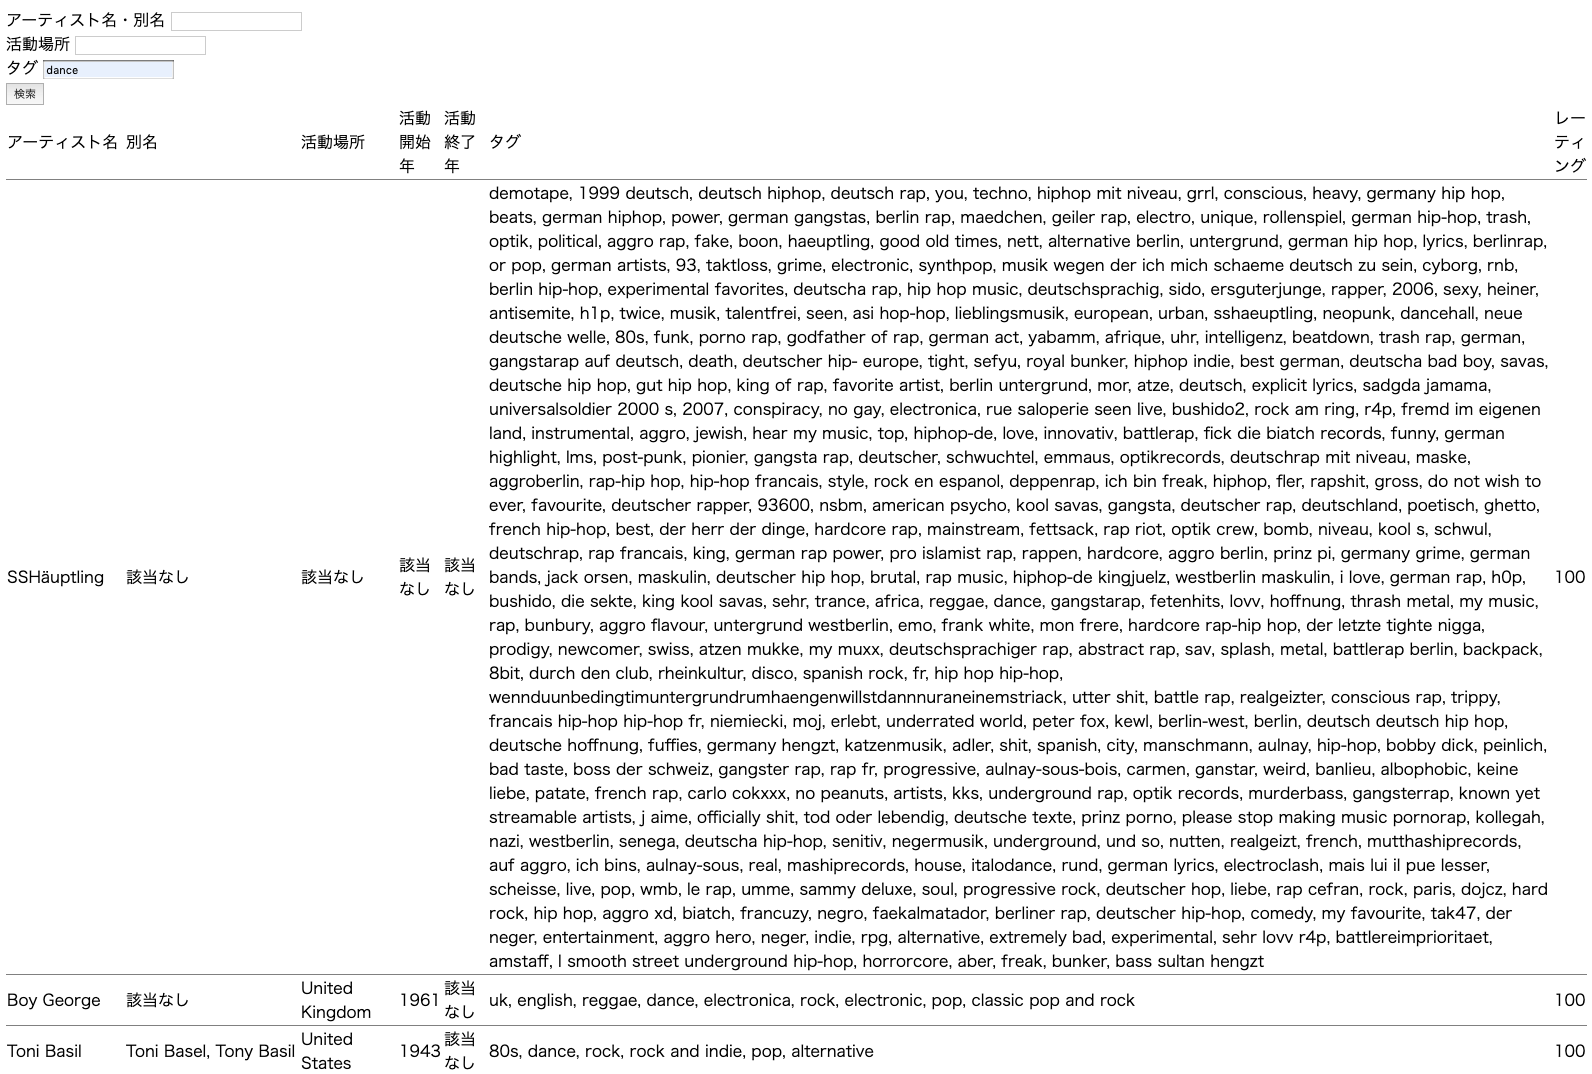 アーティスト名・別名
活動場所
タグ dance
検索
アーティスト名 別名 活動場所 活動開始年 活動終了年 タグ レーティング
demotape, 1999 deutsch, deutsch hiphop, deutsch rap, you, techno, hiphop mit niveau, grrl, conscious, heavy, germany hip hop,
beats, german hiphop, power, german gangstas, berlin rap, maedchen, geiler rap, electro, unique, rollenspiel, german hip-hop, trash,
optik, political, aggro rap, fake, boon, haeuptling, good old times, nett, alternative berlin, untergrund, german hip hop, lyrics, berlinrap,
or pop, german artists, 93, taktloss, grime, electronic, synthpop, musik wegen der ich mich schaeme deutsch zu sein, cyborg, rnb,
berlin hip-hop, experimental favorites, deutscha rap, hip hop music, deutschsprachig, sido, ersguterjunge, rapper, 2006, sexy, heiner,
antisemite, h1p, twice, musik, talentfrei, seen, asi hop-hop, lieblingsmusik, european, urban, sshaeuptling, neopunk, dancehall, neue
deutsche welle, 80s, funk, porno rap, godfather of rap, german act, yabamm, afrique, uhr, intelligenz, beatdown, trash rap, german,
gangstarap auf deutsch, death, deutscher hip- europe, tight, sefyu, royal bunker, hiphop indie, best german, deutscha bad boy, savas,
deutsche hip hop, gut hip hop, king of rap, favorite artist, berlin untergrund, mor, atze, deutsch, explicit lyrics, sadgda jamama,
universalsoldier 2000 s, 2007, conspiracy, no gay, electronica, rue saloperie seen live, bushido2, rock am ring, r4p, fremd im eigenen
land, instrumental, aggro, jewish, hear my music, top, hiphop-de, love, innovativ, battlerap, fick die biatch records, funny, german
highlight, lms, post-punk, pionier, gangsta rap, deutscher, schwuchtel, emmaus, optikrecords, deutschrap mit niveau, maske,
aggroberlin, rap-hip hop, hip-hop francais, style, rock en espanol, deppenrap, ich bin freak, hiphop, fler, rapshit, gross, do not wish to
ever, favourite, deutscher rapper, 93600, nsbm, american psycho, kool savas, gangsta, deutscher rap, deutschland, poetisch, ghetto,
french hip-hop, best, der herr der dinge, hardcore rap, mainstream, fettsack, rap riot, optik crew, bomb, niveau, kool s, schwul,
deutschrap, rap francais, king, german rap power, pro islamist rap, rappen, hardcore, aggro berlin, prinz pi, germany grime, german
SSHäuptling 該当なし 該当なし 該当なし 該当なし bands, jack orsen, maskulin, deutscher hip hop, brutal, rap music, hiphop-de kingjuelz, westberlin maskulin, i love, german rap, h0p, 100
bushido, die sekte, king kool savas, sehr, trance, africa, reggae, dance, gangstarap, fetenhits, lovv, hoffnung, thrash metal, my music,
rap, bunbury, aggro flavour, untergrund westberlin, emo, frank white, mon frere, hardcore rap-hip hop, der letzte tighte nigga,
prodigy, newcomer, swiss, atzen mukke, my muxx, deutschsprachiger rap, abstract rap, sav, splash, metal, battlerap berlin, backpack,
8bit, durch den club, rheinkultur, disco, spanish rock, fr, hip hop hip-hop,
wennduunbedingtimuntergrundrumhaengenwillstdannnuraneinemstriack, utter shit, battle rap, realgeizter, conscious rap, trippy,
francais hip-hop hip-hop fr, niemiecki, moj, erlebt, underrated world, peter fox, kewl, berlin-west, berlin, deutsch deutsch hip hop,
deutsche hoffnung, fuffies, germany hengzt, katzenmusik, adler, shit, spanish, city, manschmann, aulnay, hip-hop, bobby dick, peinlich,
bad taste, boss der schweiz, gangster rap, rap fr, progressive, aulnay-sous-bois, carmen, ganstar, weird, banlieu, albophobic, keine
liebe, patate, french rap, carlo cokxxx, no peanuts, artists, kks, underground rap, optik records, murderbass, gangsterrap, known yet
streamable artists, j aime, officially shit, tod oder lebendig, deutsche texte, prinz porno, please stop making music pornorap, kollegah,
nazi, westberlin, senega, deutscha hip-hop, senitiv, negermusik, underground, und so, nutten, realgeizt, french, mutthashiprecords,
auf aggro, ich bins, aulnay-sous, real, mashiprecords, house, italodance, rund, german lyrics, electroclash, mais lui il pue lesser,
scheisse, live, pop, wmb, le rap, umme, sammy deluxe, soul, progressive rock, deutscher hop, liebe, rap cefran, rock, paris, dojcz, hard
rock, hip hop, aggro xd, biatch, francuzy, negro, faekalmatador, berliner rap, deutscher hip-hop, comedy, my favourite, tak47, der
neger, entertainment, aggro hero, neger, indie, rpg, alternative, extremely bad, experimental, sehr lovv r4p, battlereimprioritaet,
amstaff, l smooth street underground hip-hop, horrorcore, aber, freak, bunker, bass sultan hengzt
Boy George 該当なし United Kingdom 1961 該当なし uk, english, reggae, dance, electronica, rock, electronic, pop, classic pop and rock 100
Toni Basil Toni Basel, Tony Basil United States 1943 該当なし 80s, dance, rock, rock and indie, pop, alternative 100